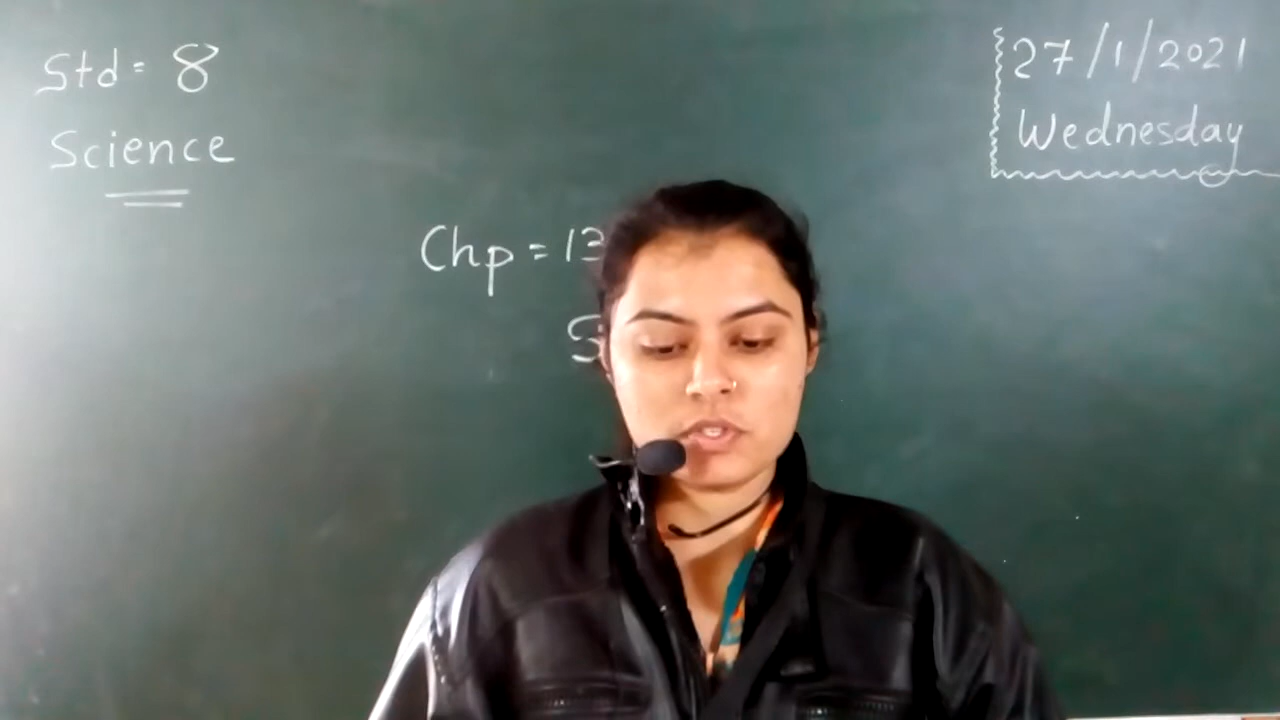 Std = 8
Science
27/1/2021
Wednesday
Chp = 13
S